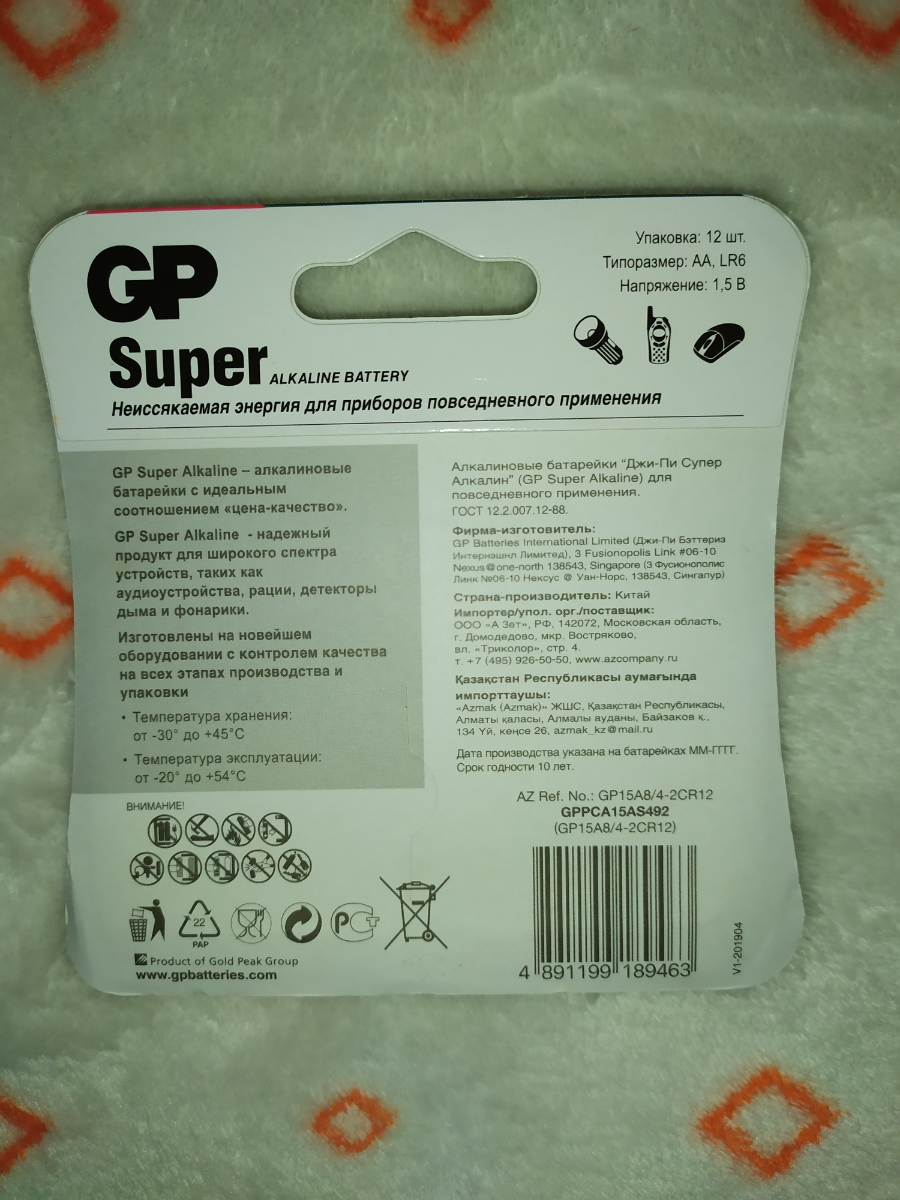 GP
Super ALKALINE BATTERY
Упаковка: 12 шт.
Типоразмер: AA, LR6
Напряжение: 1,5 В
Неиссякаемая энергия для приборов повседневного применения
GP Super Alkaline – алкалиновые
батарейки с идеальным
соотношением «цена-качество».
GP Super Alkaline - надежный
продукт для широкого спектра
устройств, таких как
аудиоустройства, рации, детекторы
дыма и фонарики.
Изготовлены на новейшем
оборудовании с контролем качества
на всех этапах производства и
упаковки
• Температура хранения:
от -30° до +45°C
• Температура эксплуатации:
от -20° до +54°C
ВНИМАНИЕ!
22
PAP
РСТ
Product of Gold Peak Group
www.gpbatteries.com
Алкалиновые батарейки “Джи-Пи Супер
Алкалин” (GP Super Alkaline) для
повседневного применения.
ГОСТ 12.2.007.12-88.
Фирма-изготовитель:
GP Batteries International Limited (Джи-Пи Бэттериз
Интернэшнл Лимитед), 3 Fusionopolis Link #06-10
Nexus@one-north 138543, Singapore (3 Фусионополис
Линк №06-10 Нексус @ Уан-Норс, 138543, Сингапур)
Страна-производитель: Китай
Импортер/упол. орг./поставщик:
ООО «А Зет», РФ, 142072, Московская область,
г. Домодедово, мкр. Востряково,
вл. «Триколор», стр. 4.
т. +7 (495) 926-50-50, www.azcompany.ru
Қазақстан Республикасы аумағында
импорттаушы:
«Azmak (Azmak)» ЖШС, Қазақстан Республикасы,
Алматы қаласы, Алмалы ауданы, Байзаков к.,
134 Үй, кеңсе 26, azmak_kz@mail.ru
Дата производства указана на батарейках ММ-ГГГГ.
Срок годности 10 лет.
AZ Ref. No.: GP15A8/4-2CR12
GPPCA15AS492
(GP15A8/4-2CR12)
4 891199 189463
V1-201904